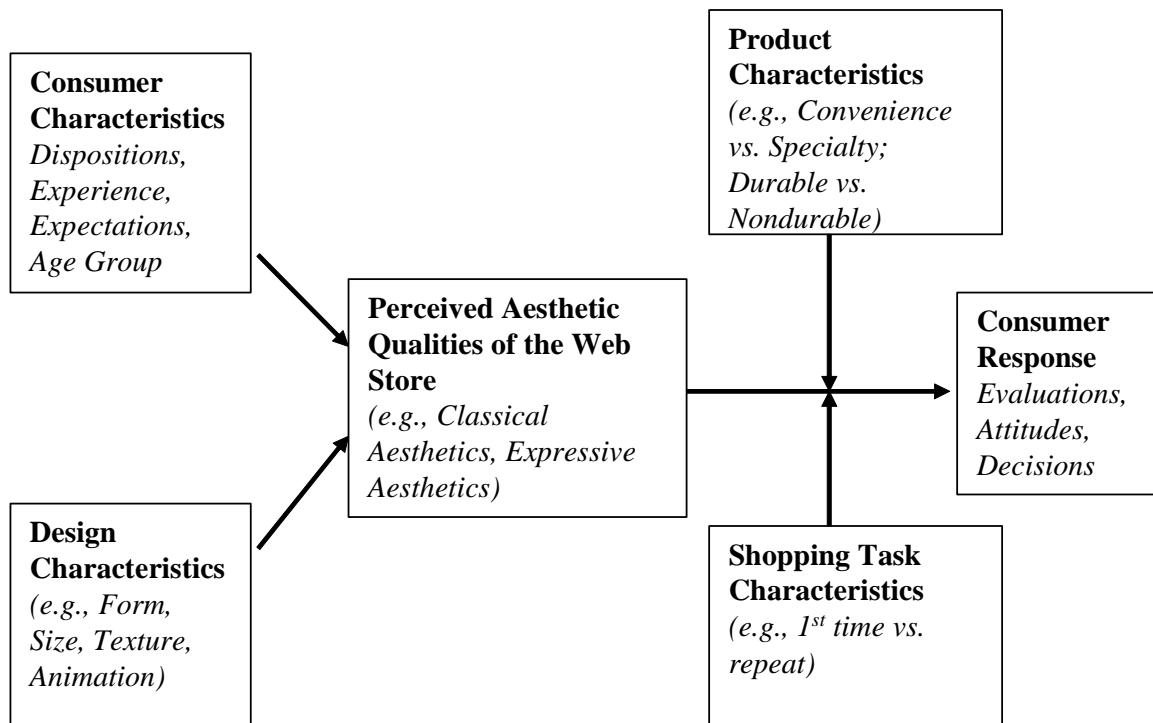 Consumer
Characteristics
Dispositions,
Experience,
Expectations,
Age Group
Design
Characteristics
(e.g., Form,
Size, Texture,
Animation)
Perceived Aesthetic
Qualities of the Web
Store
(e.g., Classical
Aesthetics, Expressive
Aesthetics)
Product
Characteristics
(e.g., Convenience
vs. Specialty;
Durable vs.
Nondurable)
Shopping Task
Characteristics
(e.g., 1st time vs.
repeat)
Consumer
Response
Evaluations,
Attitudes,
Decisions